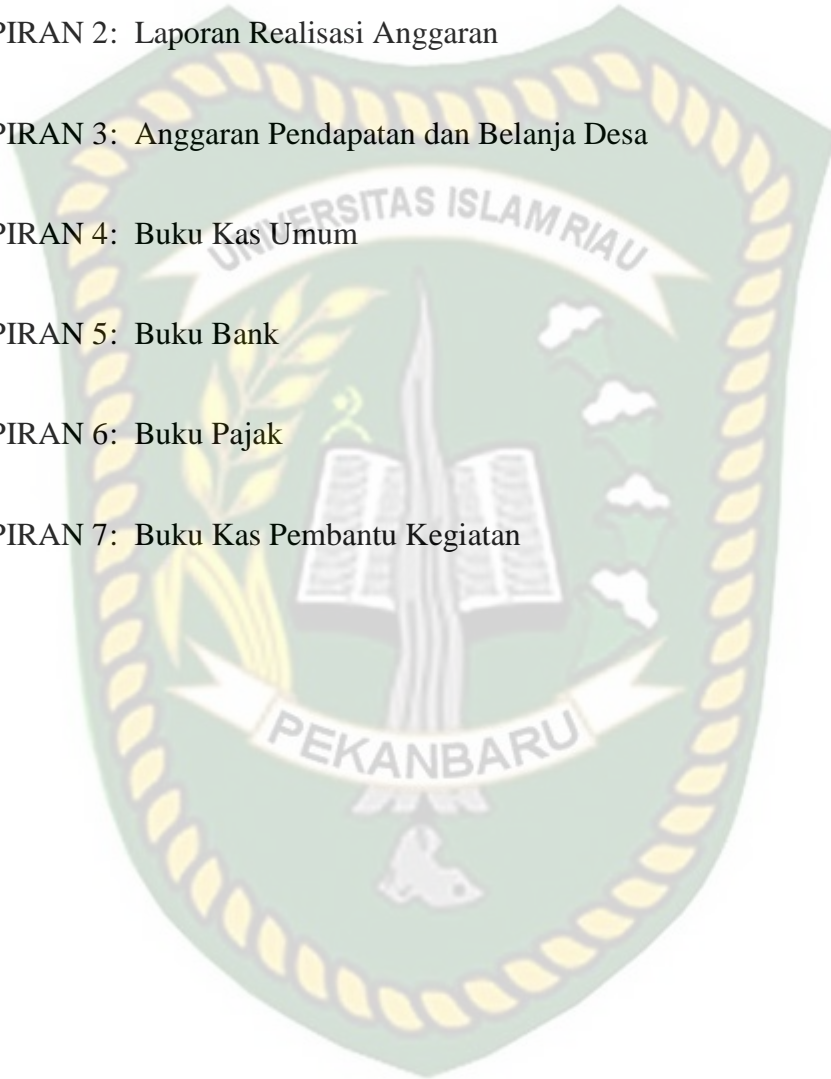 PIRAN 2: Laporan Realisasi Anggaran
PIRAN 3: Anggaran Pendapatan dan Belanja Desa
UNIVERSITAS ISLAM RIAU
PIRAN 4: Buku Kas Umum
PIRAN 5: Buku Bank
PIRAN 6: Buku Pajak
PIRAN 7: Buku Kas Pembantu Kegiatan
PEKANBARU